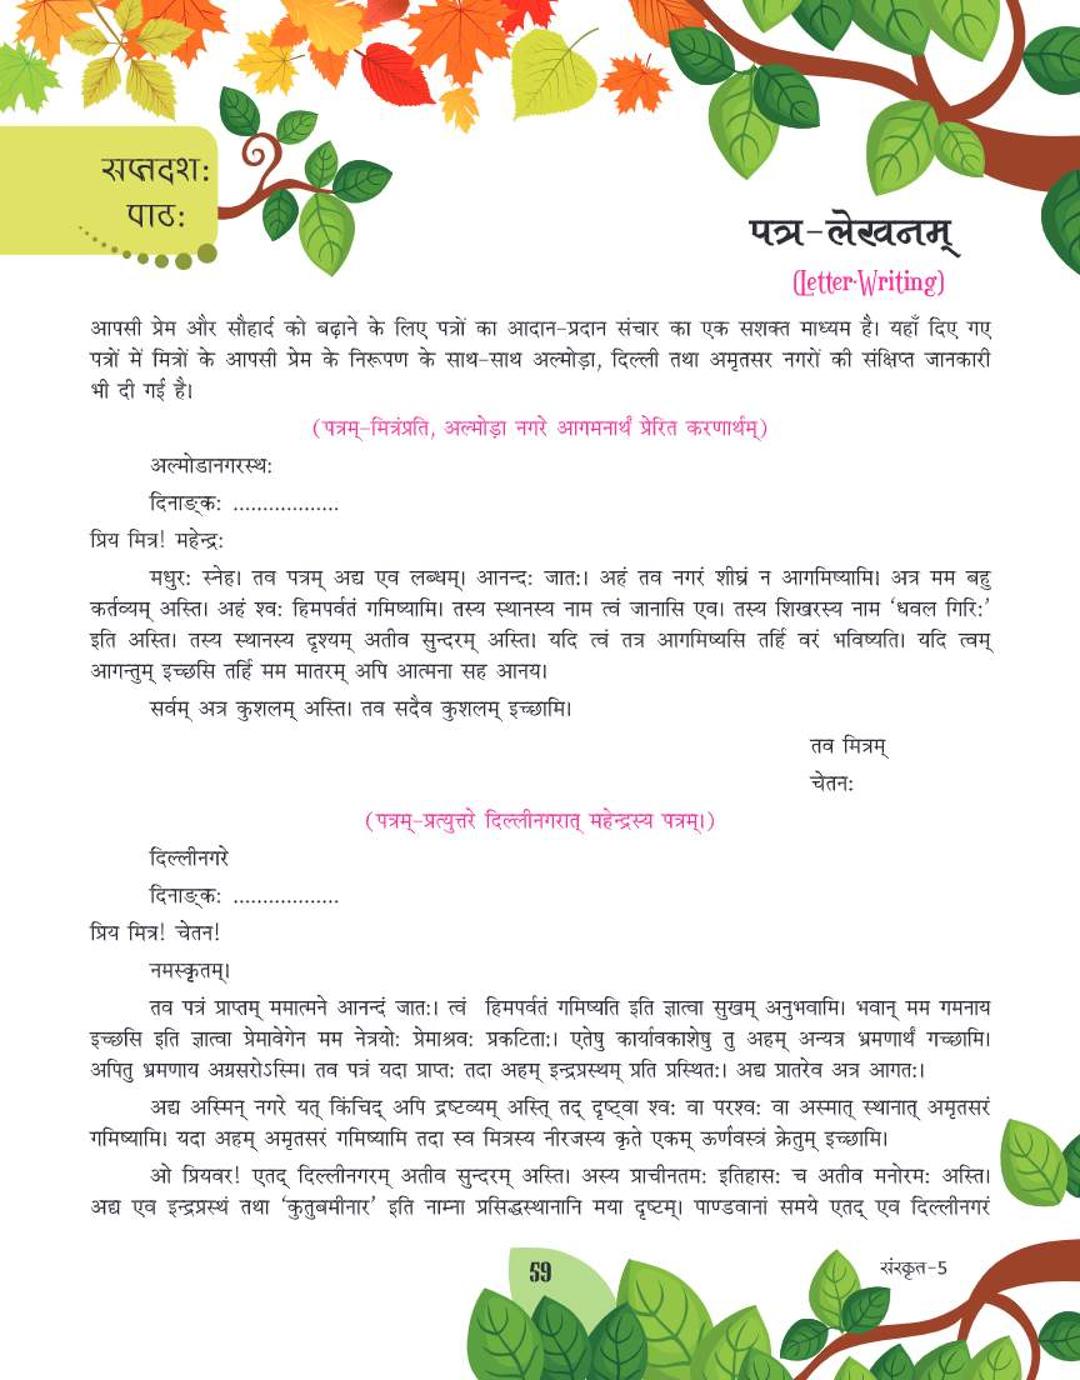 सप्तदश:
पाठ:
पत्र-लेखनम्
(Letter-Writing)
आपसी प्रेम और सौहार्द को बढ़ाने के लिए पत्रों का आदान-प्रदान संचार का एक सशक्त माध्यम है। यहाँ दिए गए
पत्रों में मित्रों के आपसी प्रेम के निरूपण के साथ-साथ अल्मोड़ा, दिल्ली तथा अमृतसर नगरों की संक्षिप्त जानकारी
भी दी गई है।
(पत्रम्-मित्रंप्रति, अल्मोड़ा नगरे आगमनार्थं प्रेरित करणार्थम्)
अल्मोडानगरस्थ:
दिनाङ्क: ..................
प्रिय मित्र! महेन्द्र:
मधुर: स्नेह। तव पत्रम् अद्य एव लब्धम्। आनन्द: जात:। अहं तव नगरं शीघ्रं न आगमिष्यामि। अत्र मम बहु
कर्तव्यम् अस्ति। अहं श्व: हिमपर्वतं गमिष्यामि। तस्य स्थानस्य नाम त्वं जानासि एव। तस्य शिखरस्य नाम ‘धवल गिरि:’
इति अस्ति। तस्य स्थानस्य दृश्यम् अतीव सुन्दरम् अस्ति। यदि त्वं तत्र आगमिष्यसि तर्हि वरं भविष्यति। यदि त्वम्
आगन्तुम् इच्छसि तर्हि मम मातरम् अपि आत्मना सह आनय।
सर्वम् अत्र कुशलम् अस्ति। तव सदैव कुशलम् इच्छामि।
तव मित्रम्
चेतन:
(पत्रम्-प्रत्युत्तरे दिल्लीनगरात् महेन्द्रस्य पत्रम्।)
दिल्लीनगरे
दिनाङ्क: ..................
प्रिय मित्र! चेतन!
नमस्कृतम्।
तव पत्रं प्राप्तम् ममात्मने आनन्दं जात:। त्वं हिमपर्वतं गमिष्यति इति ज्ञात्वा सुखम् अनुभवामि। भवान् मम गमनाय
इच्छसि इति ज्ञात्वा प्रेमावेगेन मम नेत्रयो: प्रेमाश्रव: प्रकटिता:। एतेषु कार्यावकाशेषु तु अहम् अन्यत्र भ्रमणार्थं गच्छामि।
अपितु भ्रमणाय अग्रसरोऽस्मि। तव पत्रं यदा प्राप्त: तदा अहम् इन्द्रप्रस्थम् प्रति प्रस्थित:। अद्य प्रातरेव अत्र आगत:।
अद्य अस्मिन् नगरे यत् किंचिद् अपि द्रष्टव्यम् अस्ति् तद् दृष्ट्वा श्व: वा परश्व: वा अस्मात् स्थानात् अमृतसरं
गमिष्यामि। यदा अहम् अमृतसरं गमिष्यामि तदा स्व मित्रस्य नीरजस्य कृते एकम् ऊर्णवस्त्रं क्रेतुम् इच्छामि।
ओ प्रियवर! एतद् दिल्लीनगरम् अतीव सुन्दरम् अस्ति। अस्य प्राचीनतम: इतिहास: च अतीव मनोरम: अस्ति।
अद्य एव इन्द्रप्रस्थं तथा ‘कुतुबमीनार’ इति नाम्ना प्रसिद्धस्थानानि मया दृष्टम्। पाण्डवानां समये एतद् एव दिल्लीनगरं
59
संस्कृत-5